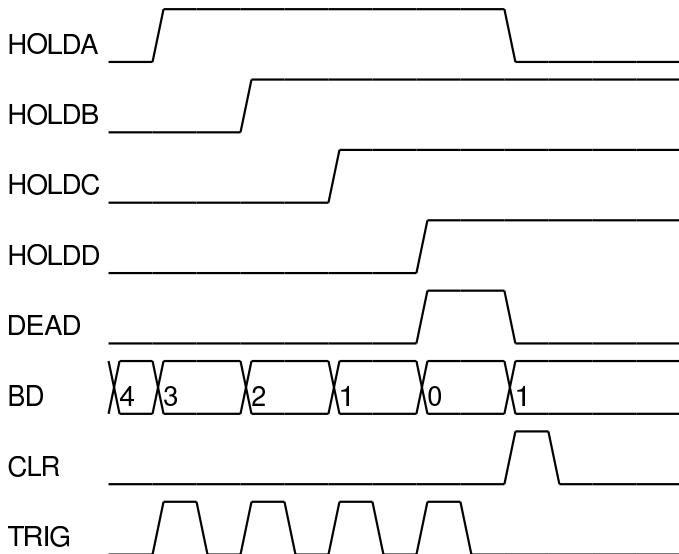 HOLDA
HOLDB
HOLDC
HOLDD
DEAD
BD 4 3 2 1 0 1
CLR
TRIG